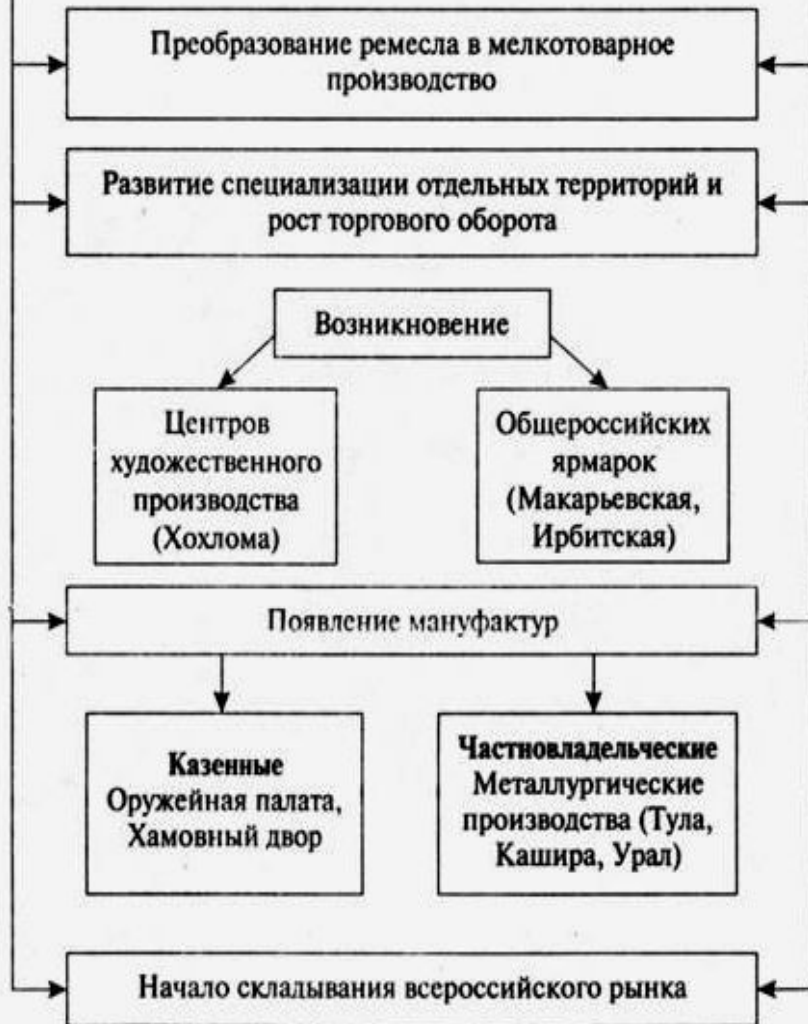 Преобразование ремесла в мелкотоварное
производство
Развитие специализации отдельных территорий и
рост торгового оборота
Возникновение
Центров
художественного
производства
(Хохлома)
Общероссийских
ярмарок
(Макарьевская,
Ирбитская)
Появление мануфактур
Казенные
Оружейная палата,
Хамовный двор
Частновладельческие
Металлургические
производства (Тула,
Кашира, Урал)
Начало складывания всероссийского рынка